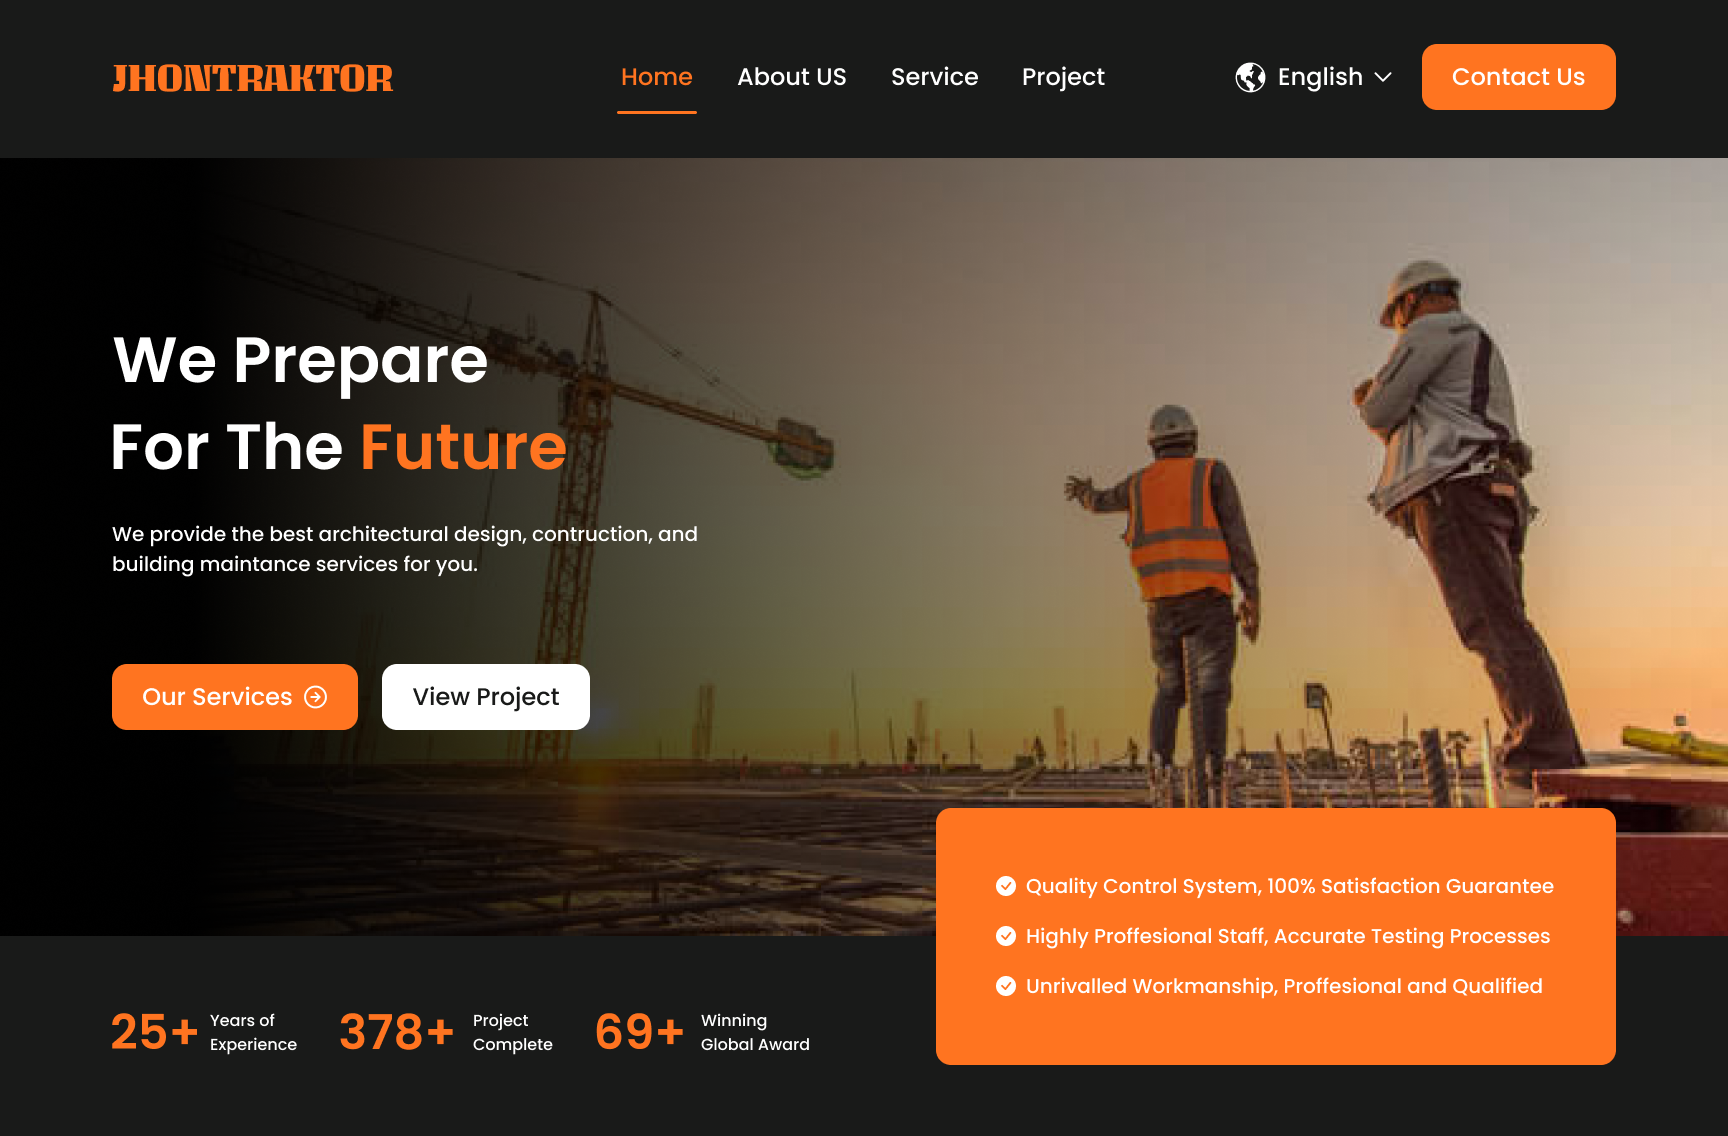 JHONTRAKTOR
Home
About US
Service
Project
English
Contact Us
We Prepare
For The Future
We provide the best architectural design, contruction, and
building maintance services for you.
Our Services
View Project
Quality Control System, 100% Satisfaction Guarantee
Highly Proffesional Staff, Accurate Testing Processes
Unrivalled Workmanship, Proffesional and Qualified
25+
Years of
Experience
378+
Project
Complete
69+
Winning
Global Award